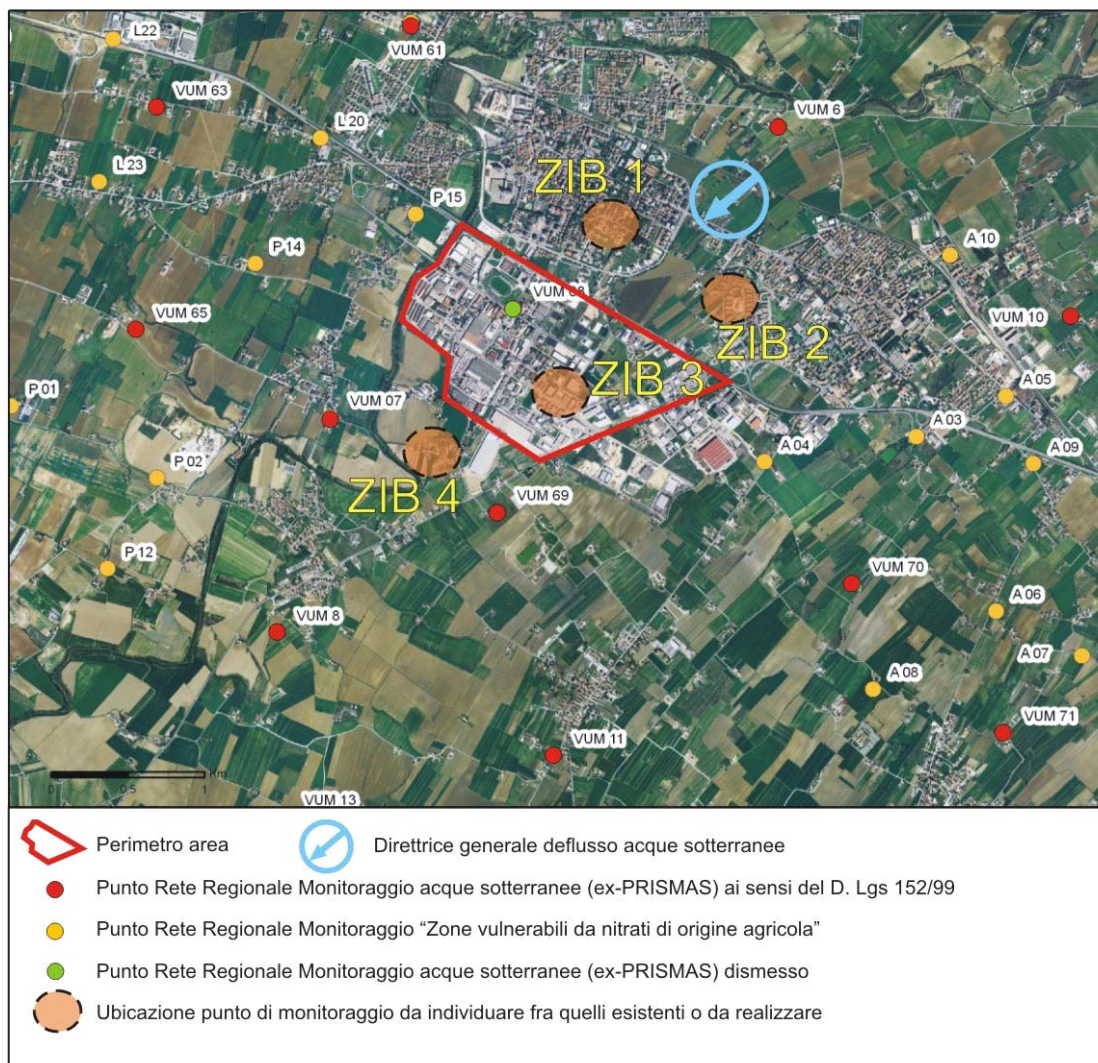 L22
VUM 61
VUM 63
VUM 6
L 20
L 23
ZIB 1
P 15
P 14
A 10
VUM 65
VUM 10
ZIB 2
ZIB 3
P 01
A 05
VUM 07
A 03
A 04
A 09
P 02
ZIB 4
VUM 69
P 12
VUM 70
A 06
VUM 8
A 07
A 08
VUM 71
VUM 11
Km
0 0.5 1
VUM 13
Perimetro area
Direttrice generale deflusso acque sotterranee
Punto Rete Regionale Monitoraggio acque sotterranee (ex-PRISMAS) ai sensi del D. Lgs 152/99
Punto Rete Regionale Monitoraggio “Zone vulnerabili da nitrati di origine agricola”
Punto Rete Regionale Monitoraggio acque sotterranee (ex-PRISMAS) dismesso
Ubicazione punto di monitoraggio da individuare fra quelli esistenti o da realizzare